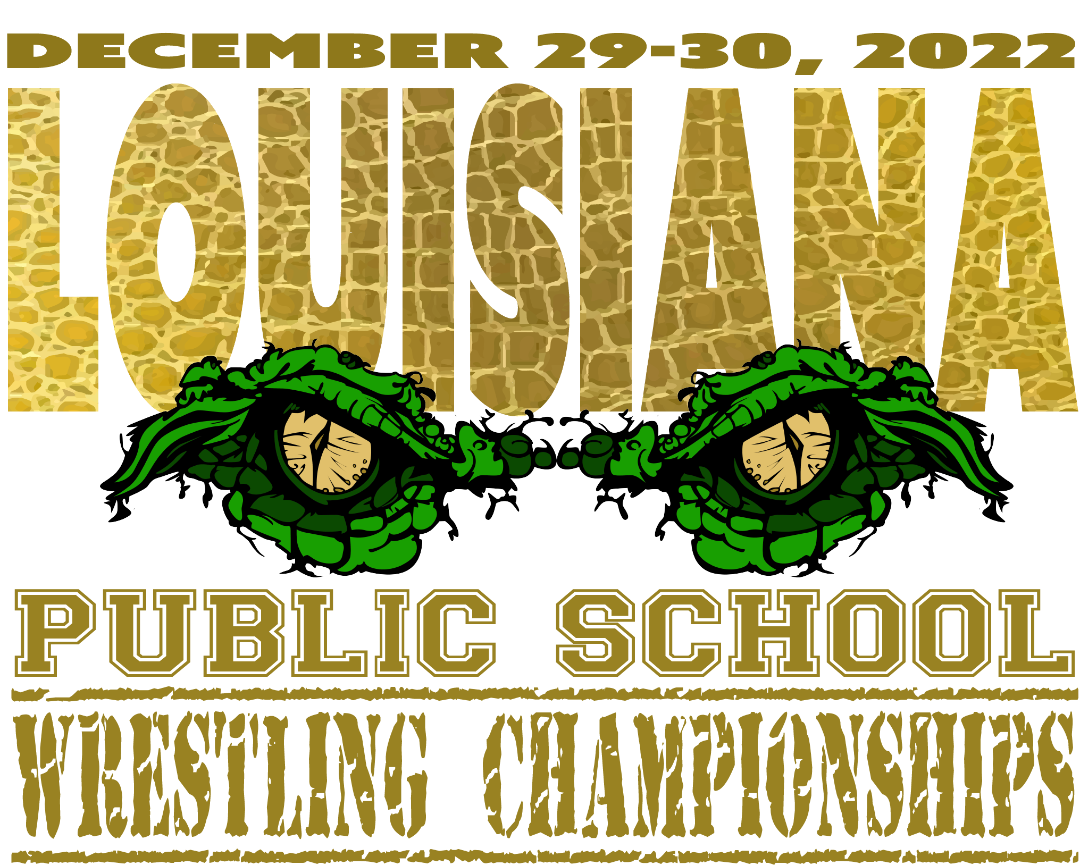 DECEMBER 29-30, 2022
LOUISIANA
PUBLIC SCHOOL
WRESTLING CHAMPIONSHIPS